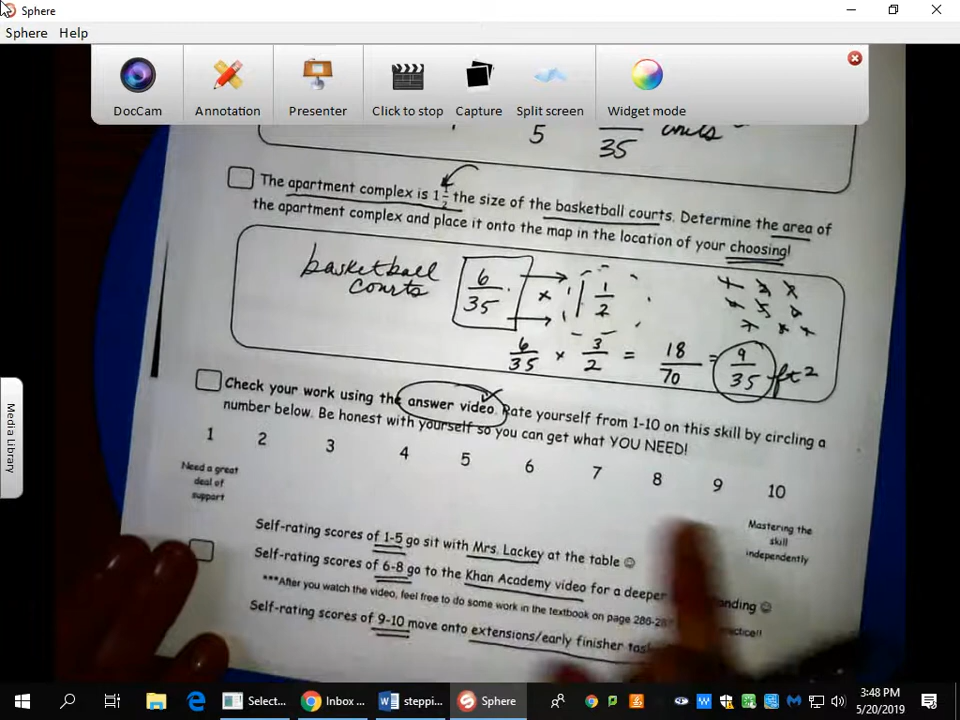 Sphere
Sphere Help
DocCam Annotation Presenter Click to stop Capture Split screen Widget mode
5 35 units
The apartment complex is 1 1/2 the size of the basketball courts. Determine the area of
the apartment complex and place it onto the map in the location of your choosing!
basketball
courts
6/35 × 1 1/2
6/35 × 3/2 = 18/70 = 9/35 ft²
Check your work using the answer video. Rate yourself from 1-10 on this skill by circling a
number below. Be honest with yourself so you can get what YOU NEED!
1 2 3 4 5 6 7 8 9 10
Need a great
deal of
support
Mastering the
skill
independently
Self-rating scores of 1-5 go sit with Mrs. Lackey at the table ☺
Self-rating scores of 6-8 go to the Khan Academy video for a deeper
☺
***After you watch the video, feel free to do some work in the textbook on page 286-28
Self-rating scores of 9-10 move onto extensions/early finisher
Media Library
Select...
Inbox ...
steppi...
Sphere
3:48 PM
5/20/2019